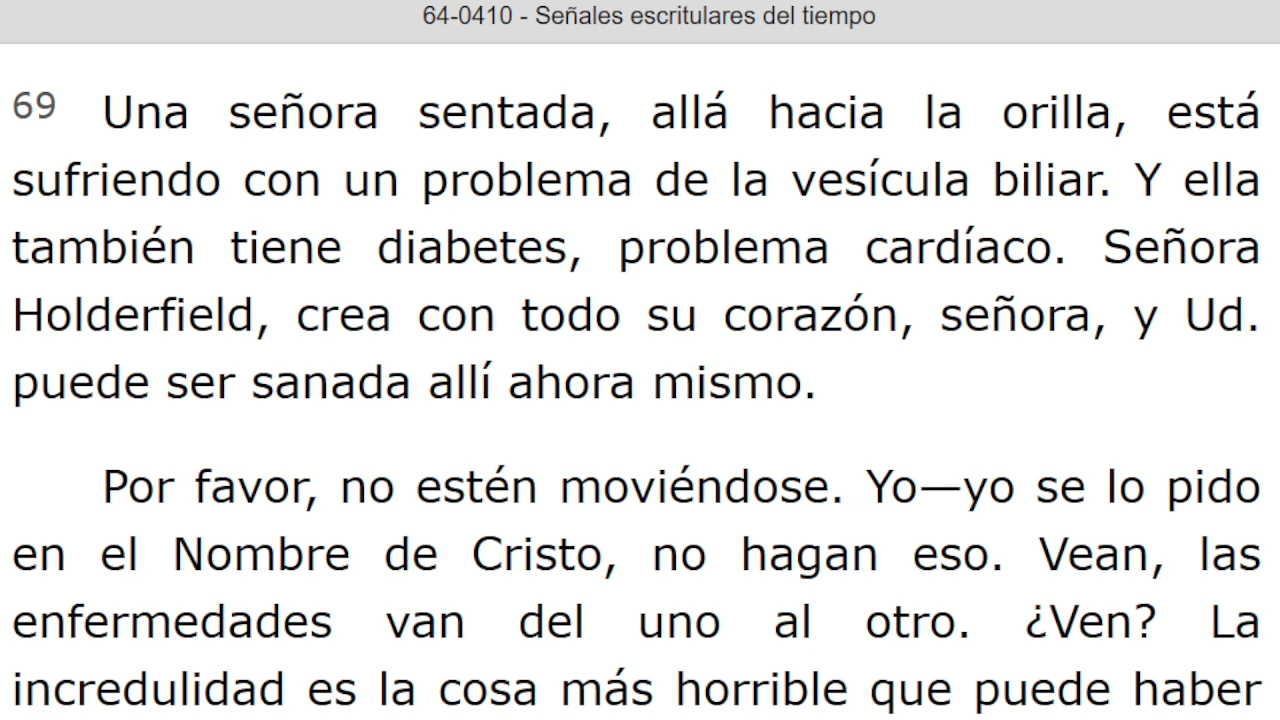 64-0410 - Señales escritulares del tiempo
69 Una señora sentada, allá hacia la orilla, está
sufriendo con un problema de la vesícula biliar. Y ella
también tiene diabetes, problema cardíaco. Señora
Holderfield, crea con todo su corazón, señora, y Ud.
puede ser sanada allí ahora mismo.
Por favor, no estén moviéndose. Yo—yo se lo pido
en el Nombre de Cristo, no hagan eso. Vean, las
enfermedades van del uno al otro. ¿Ven? La
incredulidad es la cosa más horrible que puede haber